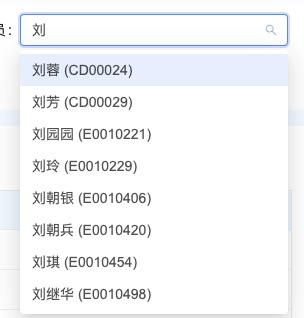 员：刘
刘蓉 (CD00024)
刘芳 (CD00029)
刘园园 (E0010221)
刘玲 (E0010229)
刘朝银 (E0010406)
刘朝兵 (E0010420)
刘琪 (E0010454)
刘继华 (E0010498)